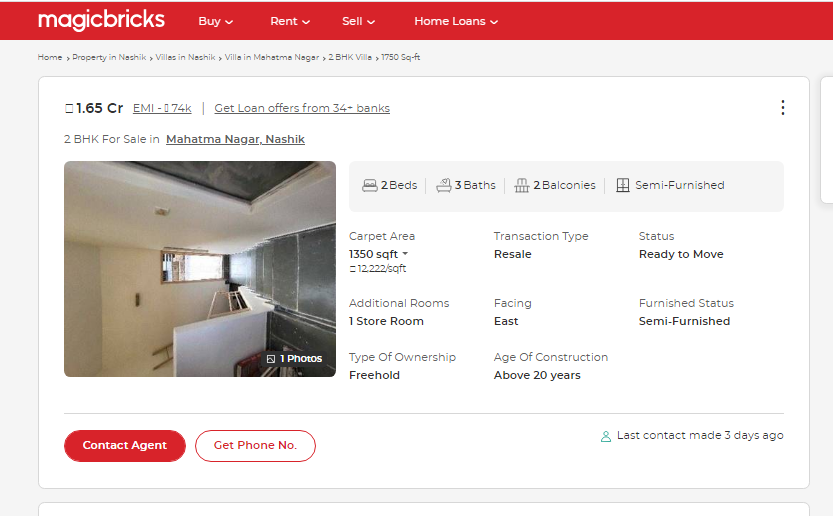 magicbricks Buy Rent Sell Home Loans
Home > Property in Nashik > Villas in Nashik > Villa in Mahatma Nagar > 2 BHK Villa > 1750 Sq-ft
1.65 Cr EMI - 74k | Get Loan offers from 34+ banks
2 BHK For Sale in Mahatma Nagar, Nashik
2 Beds 3 Baths 2 Balconies Semi-Furnished
Carpet Area Transaction Type Status
1350 sqft Resale Ready to Move
12,222/sqft
Additional Rooms Facing Furnished Status
1 Store Room East Semi-Furnished
1 Photos
Type Of Ownership Age Of Construction
Freehold Above 20 years
Contact Agent Get Phone No. Last contact made 3 days ago